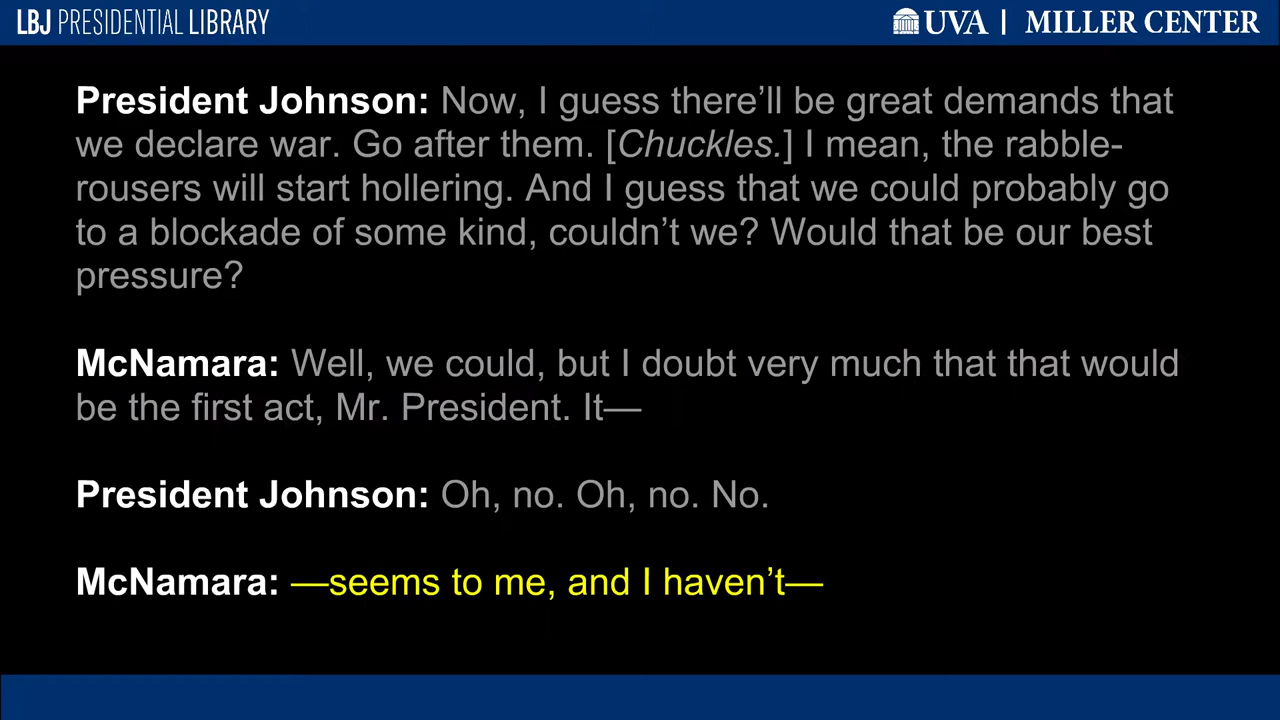 LBJ PRESIDENTIAL LIBRARY
UVA | MILLER CENTER
President Johnson: Now, I guess there’ll be great demands that
we declare war. Go after them. [Chuckles.] I mean, the rabble-
rousers will start hollering. And I guess that we could probably go
to a blockade of some kind, couldn’t we? Would that be our best
pressure?
McNamara: Well, we could, but I doubt very much that that would
be the first act, Mr. President. It—
President Johnson: Oh, no. Oh, no. No.
McNamara: —seems to me, and I haven’t—